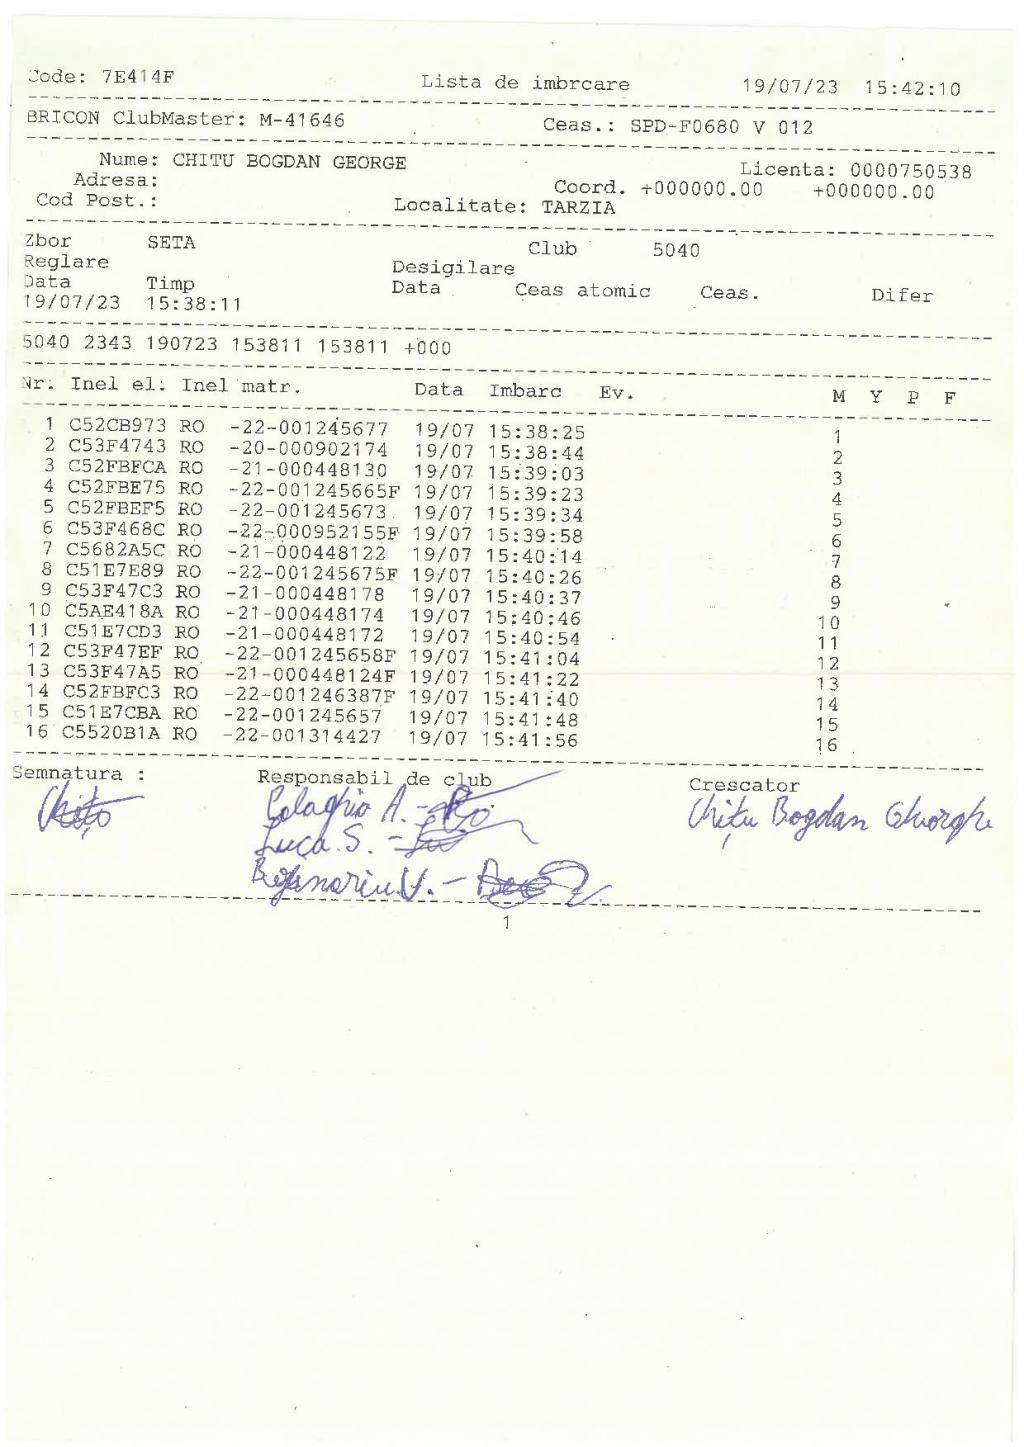 Code: 7E414F Lista de imbrcare 19/07/23 15:42:10
BRICON ClubMaster: M-41646 Ceas.: SPD-F0680 V 012
Nume: CHITU BOGDAN GEORGE Licenta: 0000750538
Adresa: Coord. +000000.00 +000000.00
Cod Post.: Localitate: TARZIA
Zbor SETA Club 5040
Reglare Desigilare
Data Timp Data Ceas atomic Ceas. Difer
19/07/23 15:38:11
5040 2343 190723 153811 153811 +000
Nr. Inel el. Inel matr. Data Imbarc Ev. M Y P F
1 C52CB973 RO -22-001245677 19/07 15:38:25 1
2 C53F4743 RO -20-000902174 19/07 15:38:44 2
3 C52FBFCA RO -21-000448130 19/07 15:39:03 3
4 C52FBE75 RO -22-001245665F 19/07 15:39:23 4
5 C52FBEF5 RO -22-001245673 19/07 15:39:34 5
6 C53F468C RO -22-000952155F 19/07 15:39:58 6
7 C5682A5C RO -21-000448122 19/07 15:40:14 7
8 C51E7E89 RO -22-001245675F 19/07 15:40:26 8
9 C53F47C3 RO -21-000448178 19/07 15:40:37 9
10 C5AE418A RO -21-000448174 19/07 15:40:46 10
11 C51E7CD3 RO -21-000448172 19/07 15:40:54 11
12 C53F47EF RO -22-001245658F 19/07 15:41:04 12
13 C53F47A5 RO -21-000448124F 19/07 15:41:22 13
14 C52FBFC3 RO -22-001246387F 19/07 15:41:40 14
15 C51E7CBA RO -22-001245657 19/07 15:41:48 15
16 C5520B1A RO -22-001314427 19/07 15:41:56 16
Semnatura : Responsabil de club Crescator
A. - Chitu Bogdan Gheorghe
Luca S. -
V. -
1